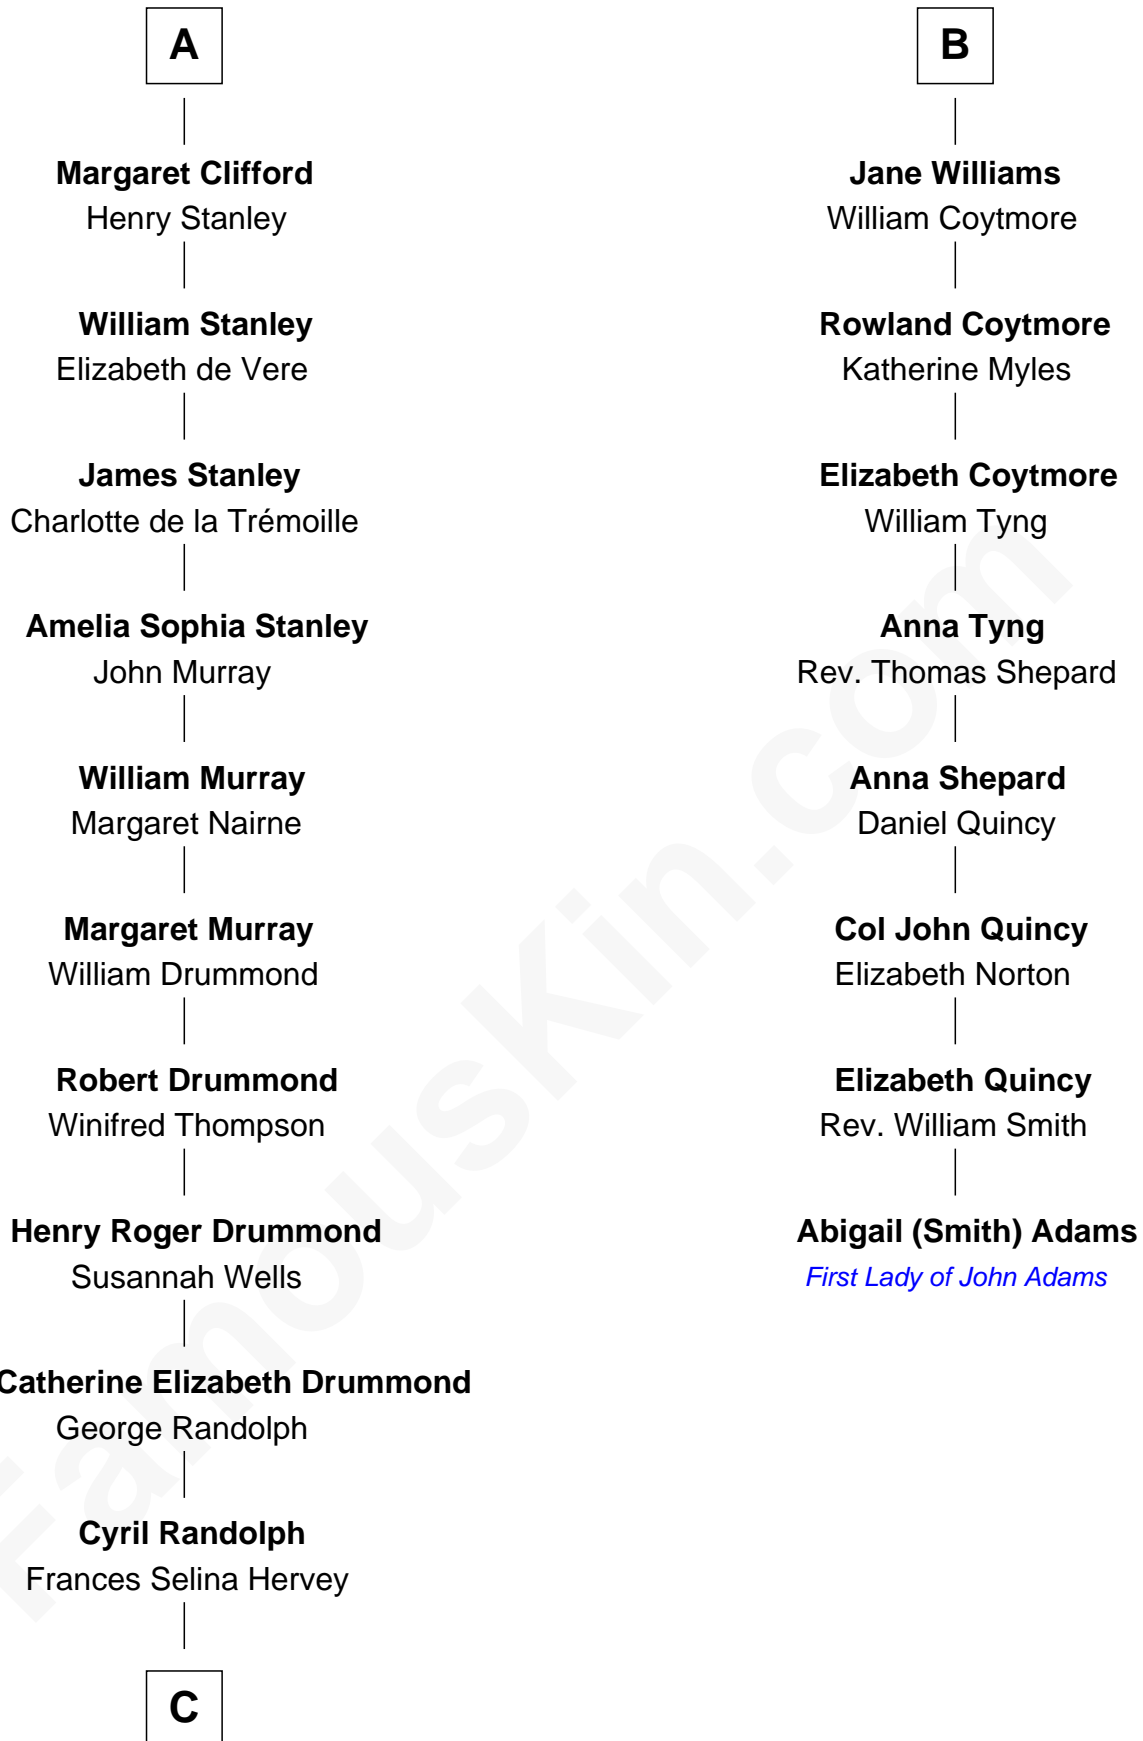 A
Margaret Clifford
Henry Stanley
William Stanley
Elizabeth de Vere
James Stanley
Charlotte de la Trémoille
Amelia Sophia Stanley
John Murray
William Murray
Margaret Nairne
Margaret Murray
William Drummond
Robert Drummond
Winifred Thompson
Henry Roger Drummond
Susannah Wells
Catherine Elizabeth Drummond
George Randolph
Cyril Randolph
Frances Selina Hervey
C
B
Jane Williams
William Coytmore
Rowland Coytmore
Katherine Myles
Elizabeth Coytmore
William Tyng
Anna Tyng
Rev. Thomas Shepard
Anna Shepard
Daniel Quincy
Col John Quincy
Elizabeth Norton
Elizabeth Quincy
Rev. William Smith
Abigail (Smith) Adams
First Lady of John Adams
FamousKin.com